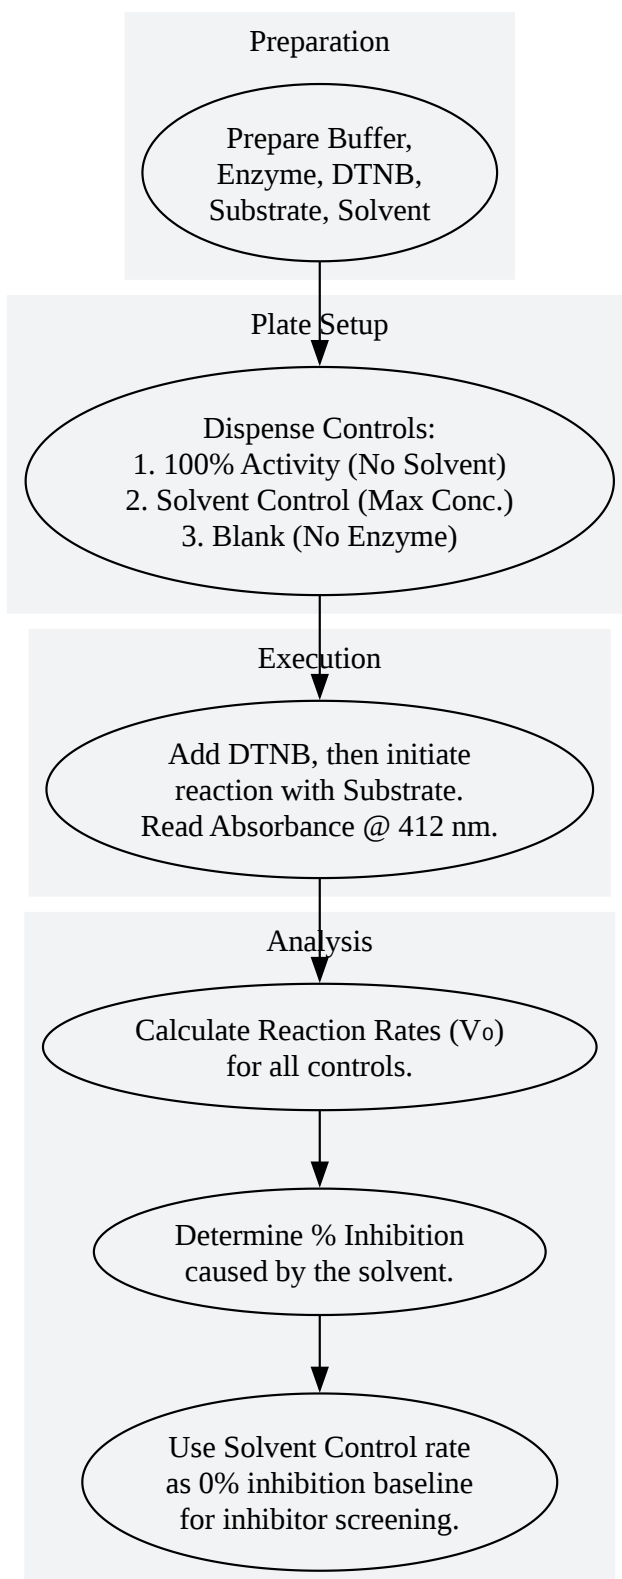 Preparation
Prepare Buffer,
Enzyme, DTNB,
Substrate, Solvent
Plate Setup
Dispense Controls:
1. 100% Activity (No Solvent)
2. Solvent Control (Max Conc.)
3. Blank (No Enzyme)
Execution
Add DTNB, then initiate
reaction with Substrate.
Read Absorbance @ 412 nm.
Analysis
Calculate Reaction Rates (V₀)
for all controls.
Determine % Inhibition
caused by the solvent.
Use Solvent Control rate
as 0% inhibition baseline
for inhibitor screening.